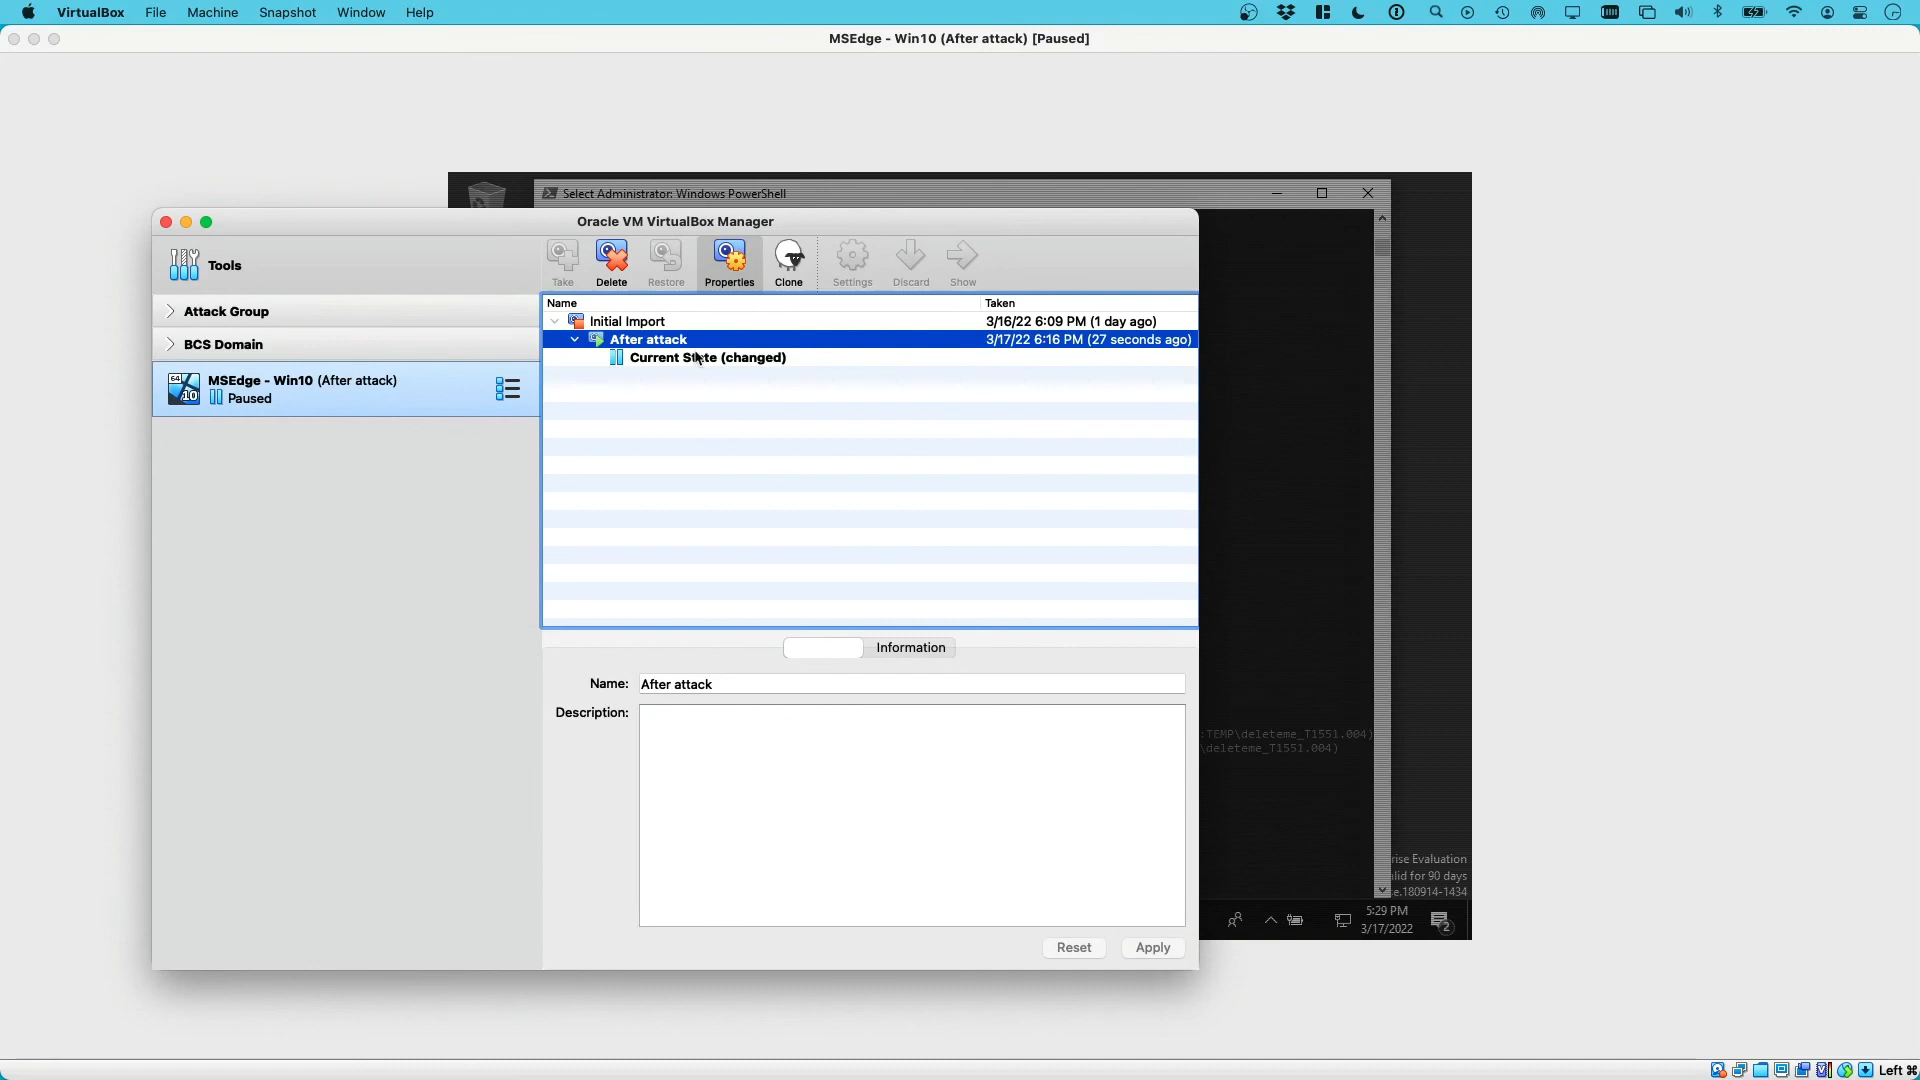 VirtualBox File Machine Snapshot Window Help
MSEdge - Win10 (After attack) [Paused]
Select Administrator: Windows PowerShell
Oracle VM VirtualBox Manager
Tools
Take Delete Restore Properties Clone Settings Discard Show
Attack Group
BCS Domain
64
10
MSEdge - Win10 (After attack)
Paused
Name Taken
Initial Import 3/16/22 6:09 PM (1 day ago)
After attack 3/17/22 6:16 PM (27 seconds ago)
Current State (changed)
Information
Name: After attack
Description:
Reset Apply
:TEMP\deleteme_T1551.004)
\deleteme_T1551.004)
rise Evaluation
lid for 90 days
e.180914-1434
5:29 PM
3/17/2022
2
Left ⌘